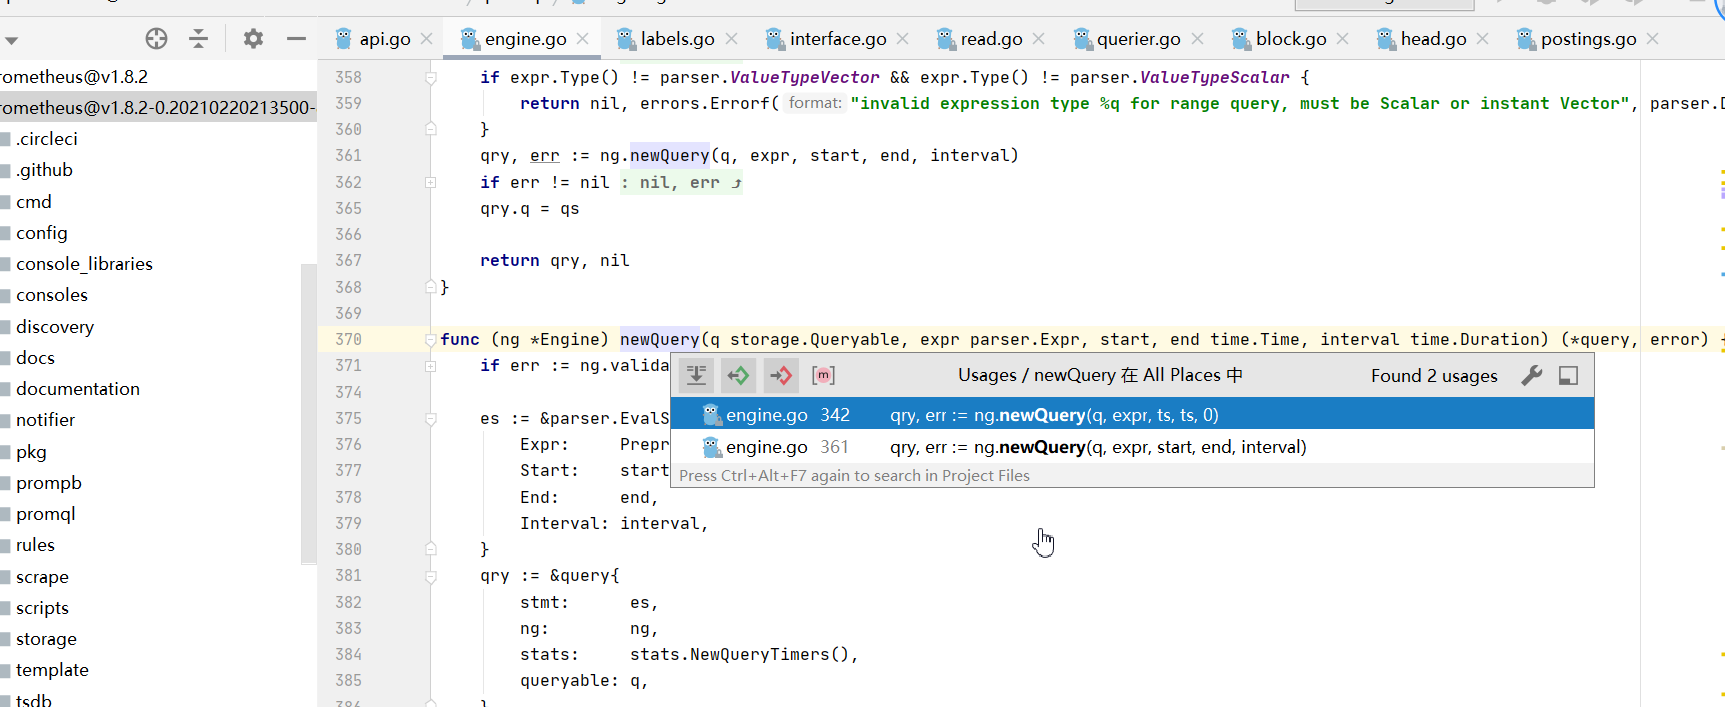 api.go engine.go labels.go interface.go read.go querier.go block.go head.go postings.go
rometheus@v1.8.2
rometheus@v1.8.2-0.20210220213500-
.circleci
.github
cmd
config
console_libraries
consoles
discovery
docs
documentation
notifier
pkg
prompb
promql
rules
scrape
scripts
storage
template
tsdb
358 if expr.Type() != parser.ValueTypeVector && expr.Type() != parser.ValueTypeScalar {
359 return nil, errors.Errorf( format: "invalid expression type %q for range query, must be Scalar or instant Vector", parser.D
360 }
361 qry, err := ng.newQuery(q, expr, start, end, interval)
362 if err != nil : nil, err
365 qry.q = qs
366
367 return qry, nil
368 }
369
370 func (ng *Engine) newQuery(q storage.Queryable, expr parser.Expr, start, end time.Time, interval time.Duration) (*query, error) {
371 if err := ng.valida
374
375 es := &parser.EvalS
376 Expr: Prepr
377 Start: start
378 End: end,
379 Interval: interval,
380 }
381 qry := &query{
382 stmt: es,
383 ng: ng,
384 stats: stats.NewQueryTimers(),
385 queryable: q,
386 }
Usages / newQuery 在 All Places 中 Found 2 usages
engine.go 342 qry, err := ng.newQuery(q, expr, ts, ts, 0)
engine.go 361 qry, err := ng.newQuery(q, expr, start, end, interval)
Press Ctrl+Alt+F7 again to search in Project Files